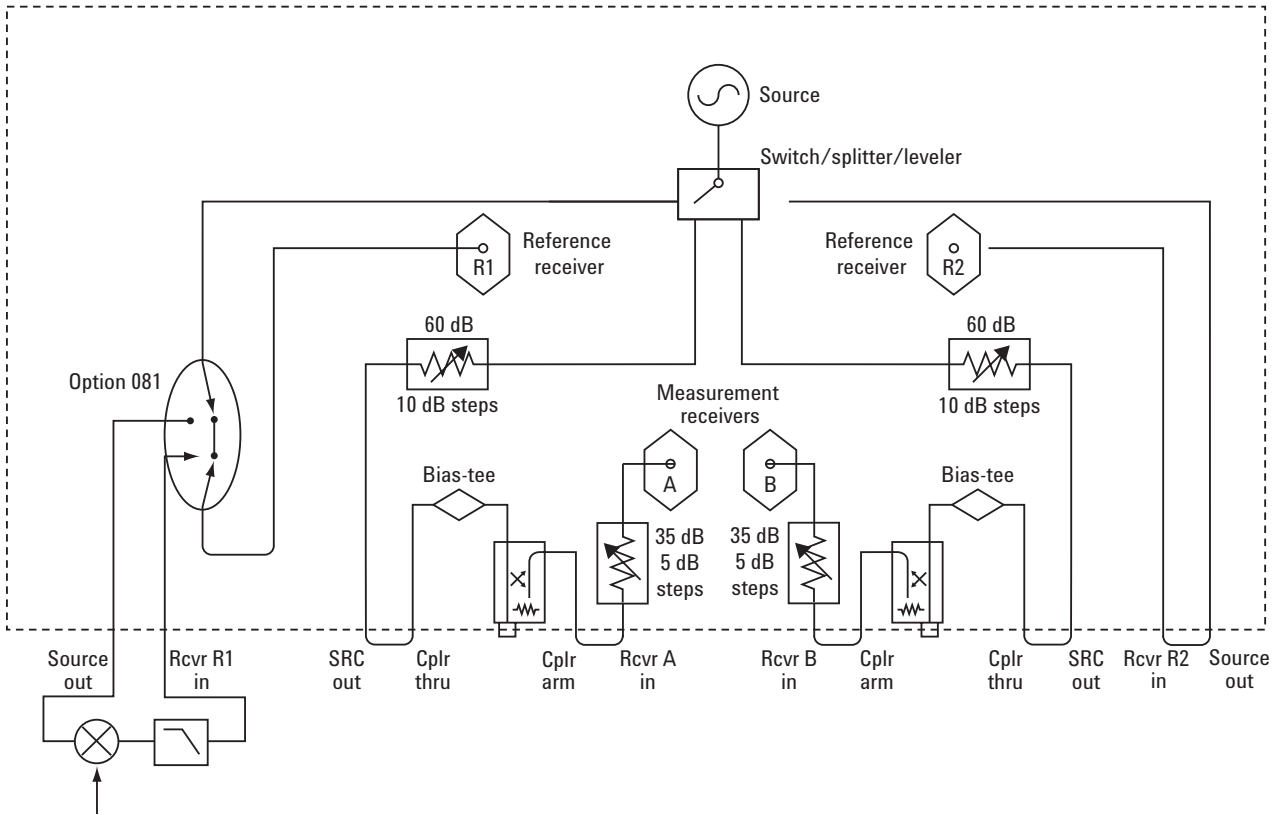 Source
Switch/splitter/leveler
Reference
receiver
R1
Reference
receiver
R2
60 dB
10 dB steps
60 dB
10 dB steps
Option 081
Measurement
receivers
A
B
Bias-tee
Bias-tee
35 dB
5 dB
steps
35 dB
5 dB
steps
Source
out
Rcvr R1
in
SRC
out
Cplr
thru
Cplr
arm
Rcvr A
in
Rcvr B
in
Cplr
arm
Cplr
thru
SRC
out
Rcvr R2
in
Source
out